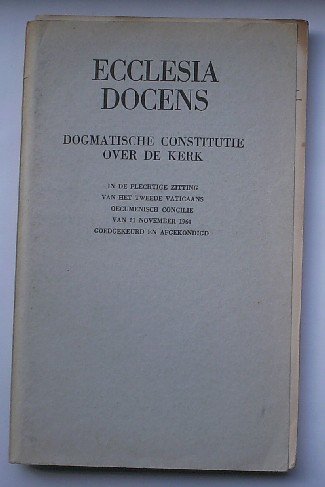 ECCLESIA
DOCENS
DOGMATISCHE CONSTITUTIE
OVER DE KERK
IN DE PLECHTIGE ZITTING
VAN HET TWEEDE VATICAANS
OECUMENISCH CONCILIE
VAN 21 NOVEMBER 1964
GOEDGEKEURD EN AFGEKONDIGD